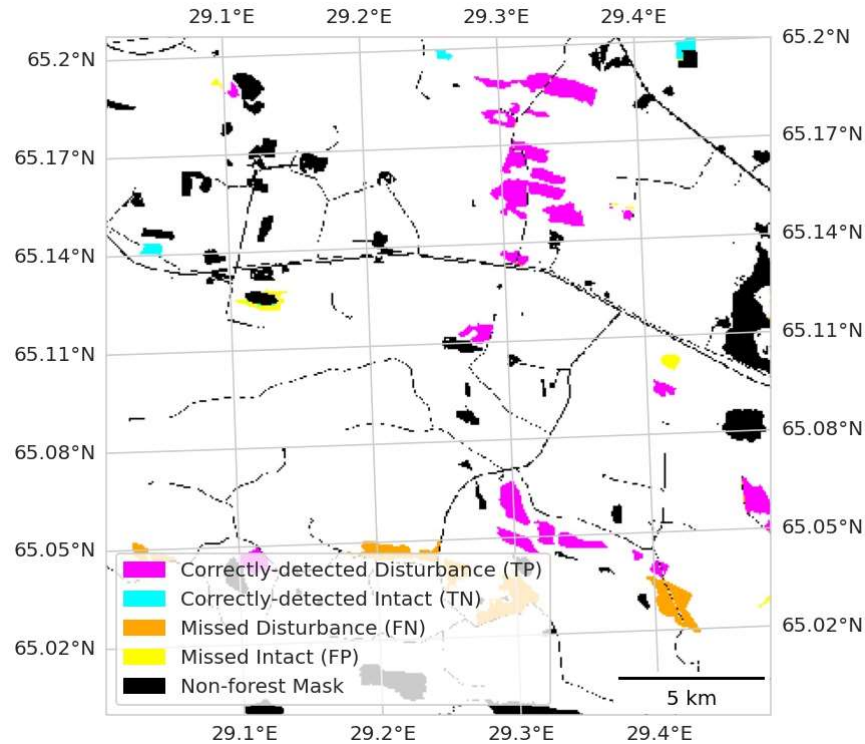 29.1°E 29.2°E 29.3°E 29.4°E
65.2°N 65.2°N
65.17°N 65.17°N
65.14°N 65.14°N
65.11°N 65.11°N
65.08°N 65.08°N
65.05°N 65.05°N
65.02°N 65.02°N
Correctly-detected Disturbance (TP)
Correctly-detected Intact (TN)
Missed Disturbance (FN)
Missed Intact (FP)
Non-forest Mask
5 km
29.1°E 29.2°E 29.3°E 29.4°E